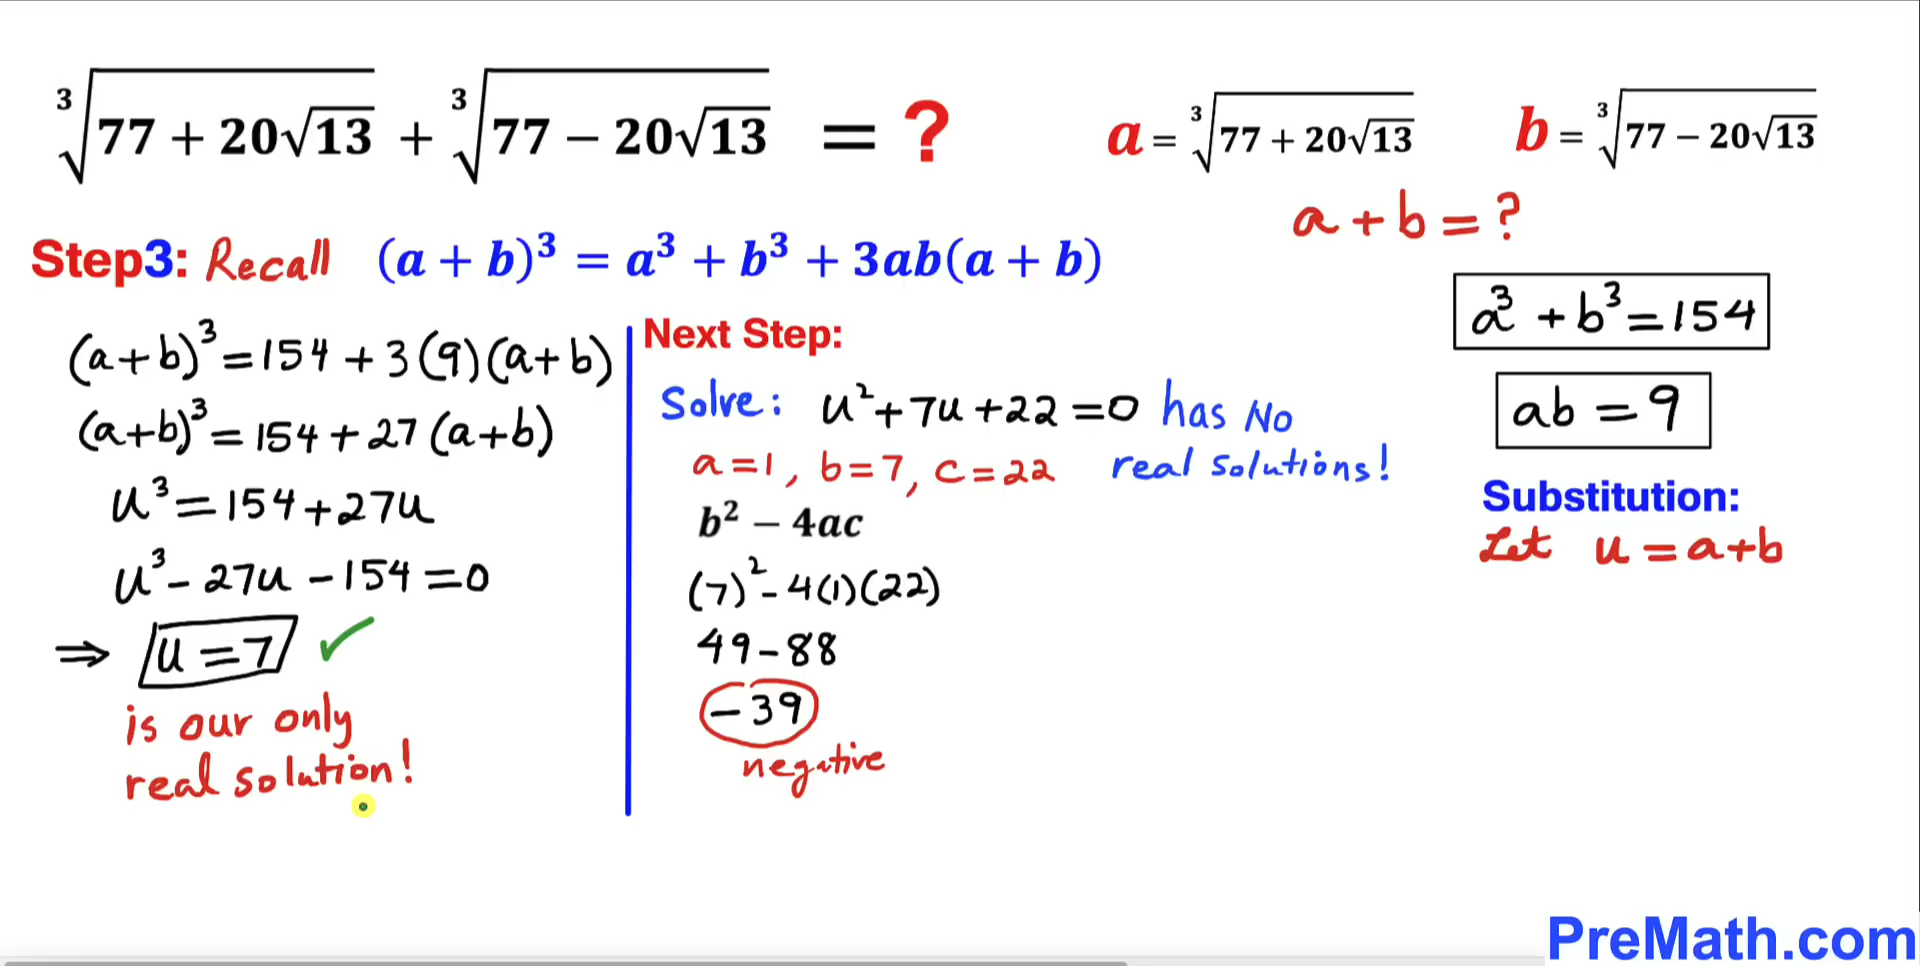 ∛(77 + 20√13) + ∛(77 − 20√13) = ?
a = ∛(77 + 20√13)
b = ∛(77 − 20√13)
a + b = ?
Step3: Recall (a + b)³ = a³ + b³ + 3ab(a + b)
a³ + b³ = 154
ab = 9
Substitution:
Let u = a+b
(a+b)³ = 154 + 3(9)(a+b)
(a+b)³ = 154 + 27(a+b)
u³ = 154 + 27u
u³ − 27u − 154 = 0
⇒ u = 7 ✓
is our only
real solution!
Next Step:
Solve: u² + 7u + 22 = 0 has No
real solutions!
a = 1, b = 7, c = 22
b² − 4ac
(7)² − 4(1)(22)
49 − 88
−39
negative
PreMath.com